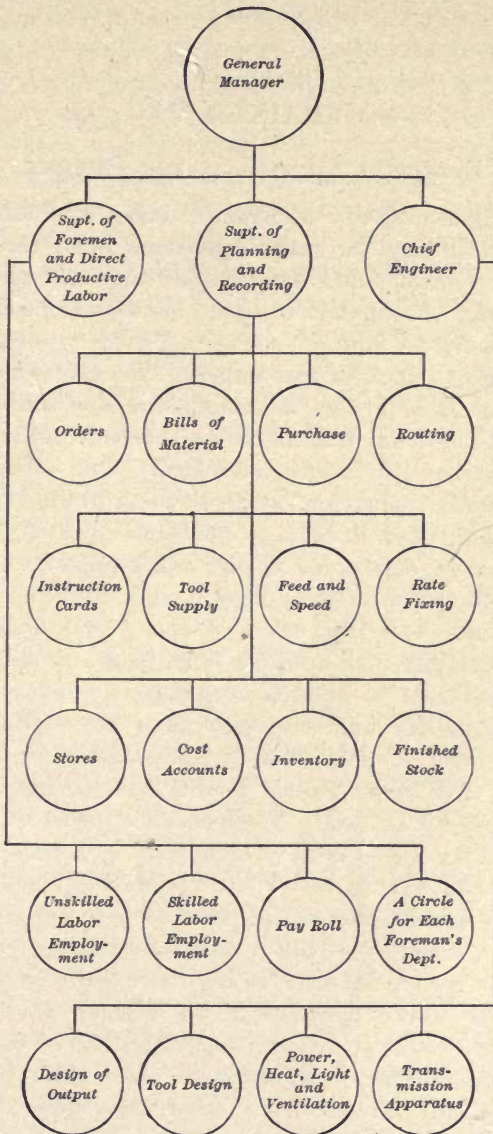 General
Manager
Supt. of
Foremen
and Direct
Productive
Labor
Supt. of
Planning
and
Recording
Chief
Engineer
Orders
Bills of
Material
Purchase
Routing
Instruction
Cards
Tool
Supply
Feed and
Speed
Rate
Fixing
Stores
Cost
Accounts
Inventory
Finished
Stock
Unskilled
Labor
Employ-
ment
Skilled
Labor
Employ-
ment
Pay Roll
A Circle
for Each
Foreman's
Dept.
Design of
Output
Tool Design
Power,
Heat, Light
and
Ventilation
Trans-
mission
Apparatus